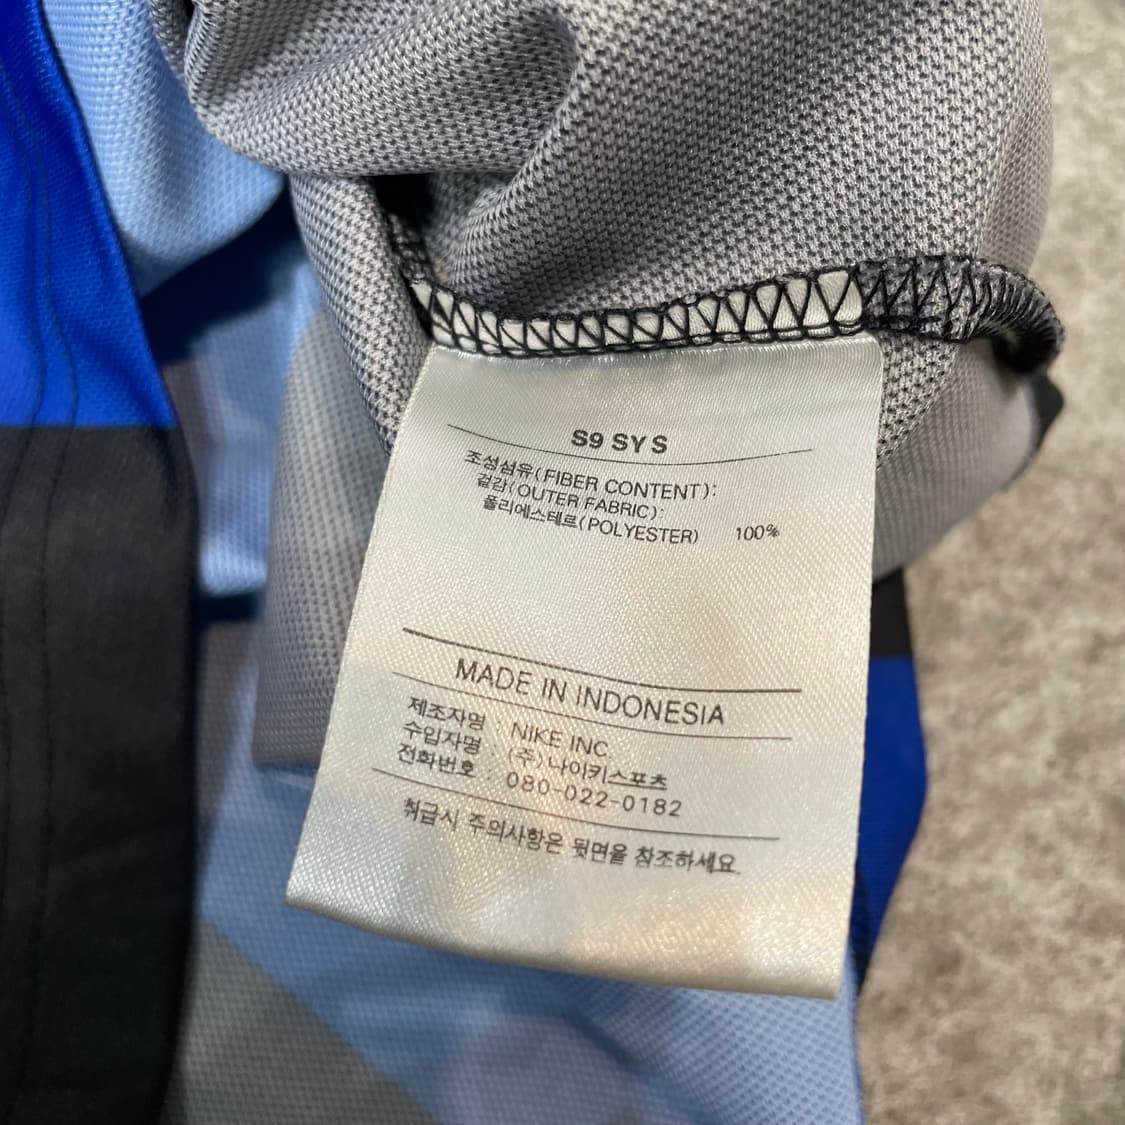 S9 SY S
조성섬유(FIBER CONTENT):
겉감(OUTER FABRIC):
폴리에스테르(POLYESTER) 100%
MADE IN INDONESIA
제조자명 : NIKE INC
수입자명 : (주)나이키스포츠
전화번호 : 080-022-0182
취급시 주의사항은 뒷면을 참조하세요.